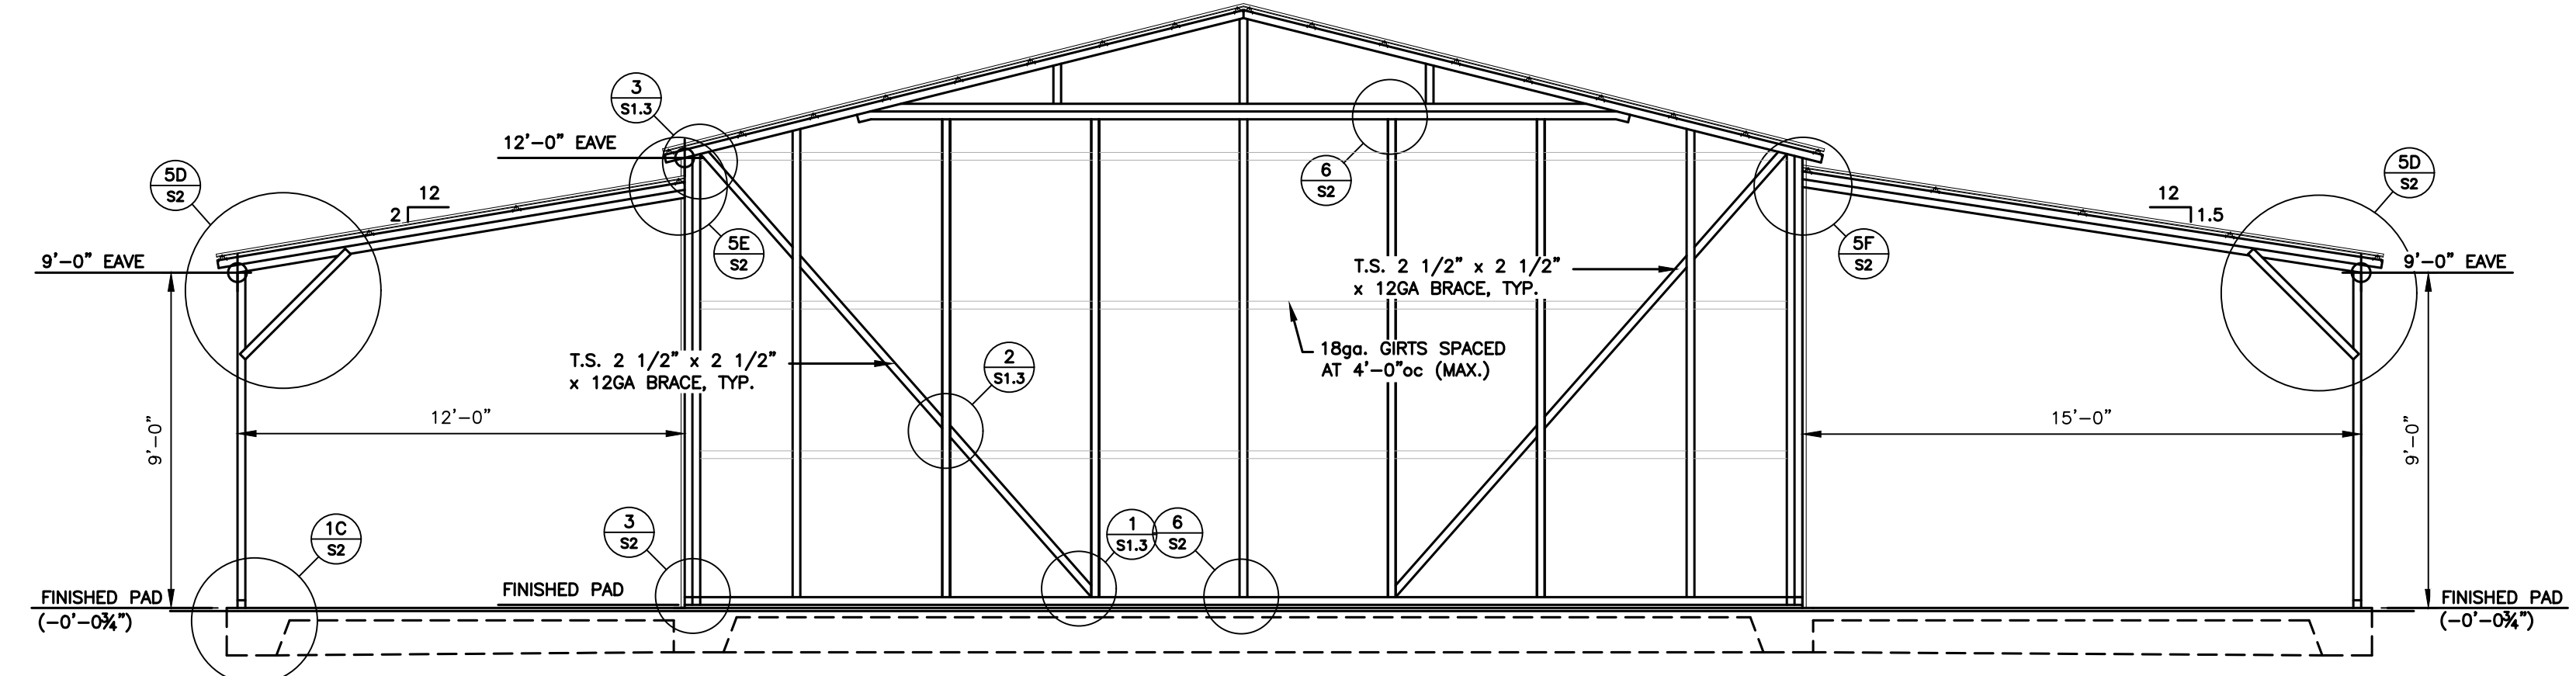 3
S1.3
12'-0" EAVE
5D
S2
12
2
9'-0" EAVE
5E
S2
6
S2
T.S. 2 1/2" x 2 1/2"
x 12GA BRACE, TYP.
5F
S2
12
1.5
5D
S2
9'-0" EAVE
18ga. GIRTS SPACED
AT 4'-0"oc (MAX.)
T.S. 2 1/2" x 2 1/2"
x 12GA BRACE, TYP.
2
S1.3
9'-0"
12'-0"
15'-0"
9'-0"
1C
S2
3
S2
1
S1.3
6
S2
FINISHED PAD
(-0'-0¾")
FINISHED PAD
FINISHED PAD
(-0'-0¾")